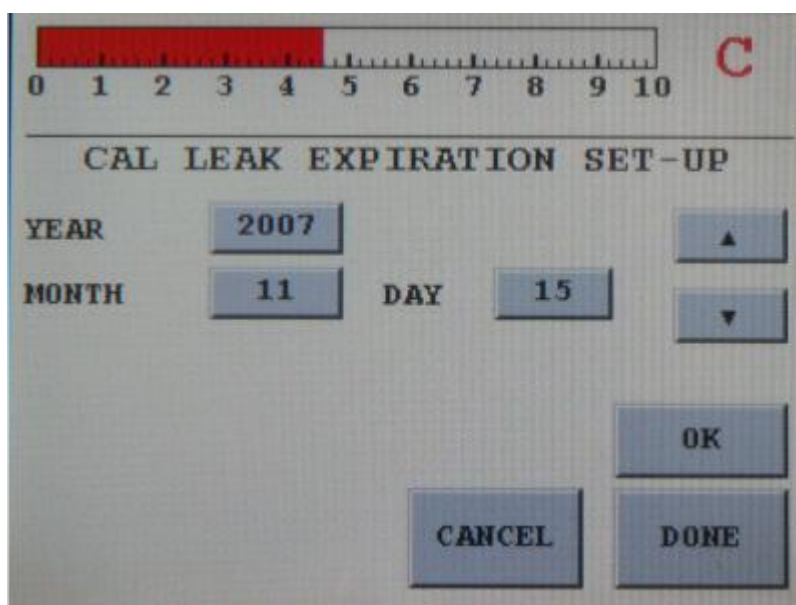 C
0 1 2 3 4 5 6 7 8 9 10
CAL LEAK EXPIRATION SET-UP
YEAR 2007 ▲
MONTH 11 DAY 15 ▼
OK
CANCEL DONE